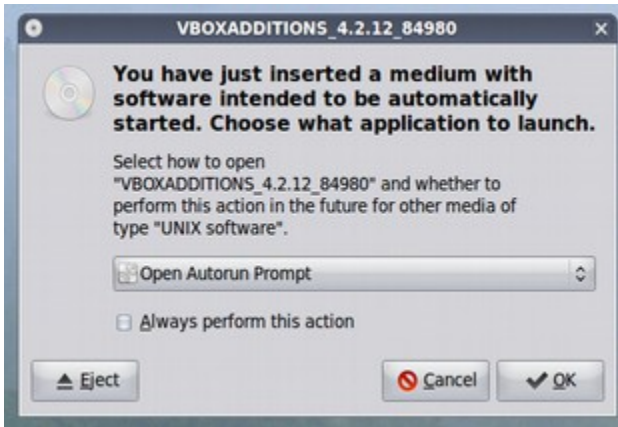 VBOXADDITIONS_4.2.12_84980
You have just inserted a medium with
software intended to be automatically
started. Choose what application to launch.
Select how to open
"VBOXADDITIONS_4.2.12_84980" and whether to
perform this action in the future for other media of
type "UNIX software".
Open Autorun Prompt
Always perform this action
Eject
Cancel
OK